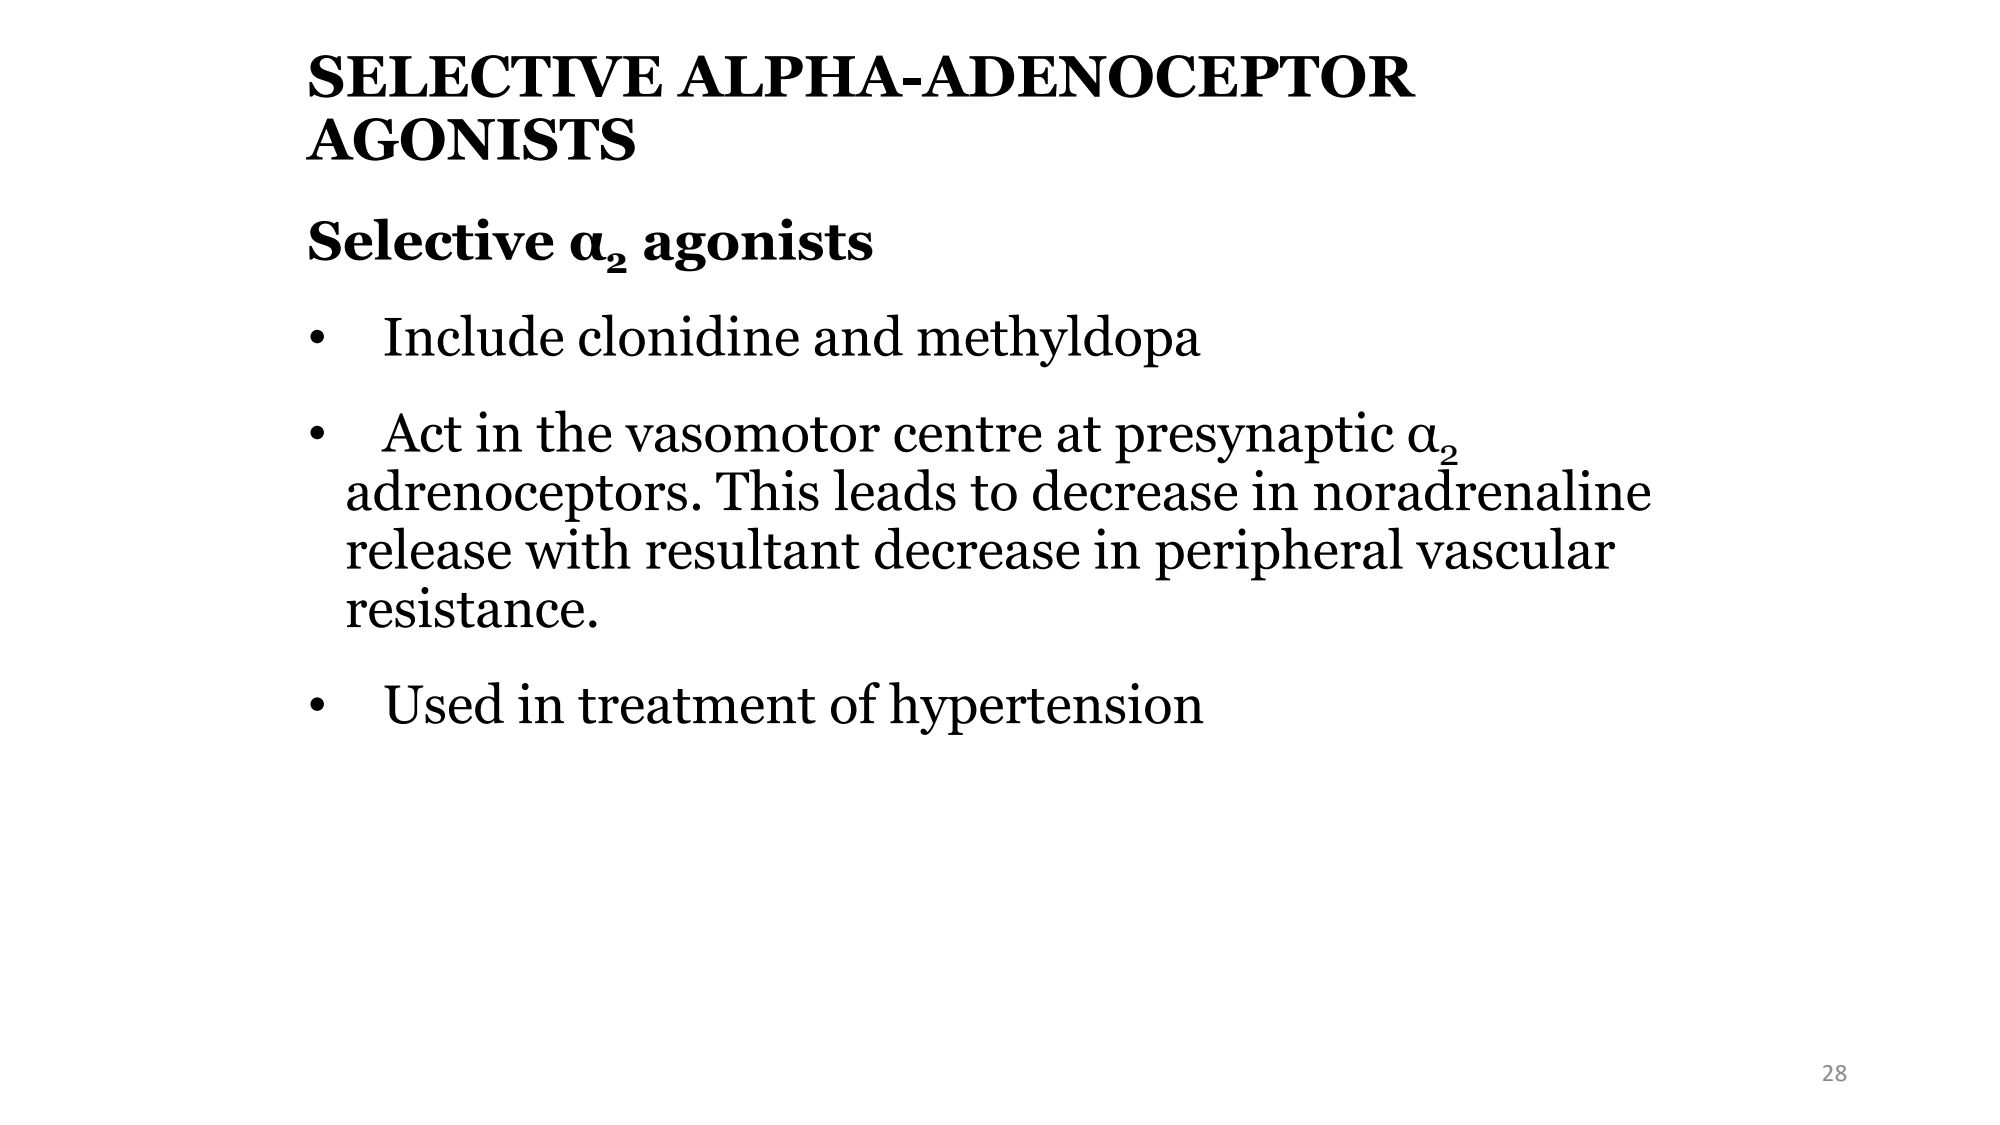 SELECTIVE ALPHA-ADENOCEPTOR
AGONISTS
Selective α₂ agonists
• Include clonidine and methyldopa
• Act in the vasomotor centre at presynaptic α₂
adrenoceptors. This leads to decrease in noradrenaline
release with resultant decrease in peripheral vascular
resistance.
• Used in treatment of hypertension
28